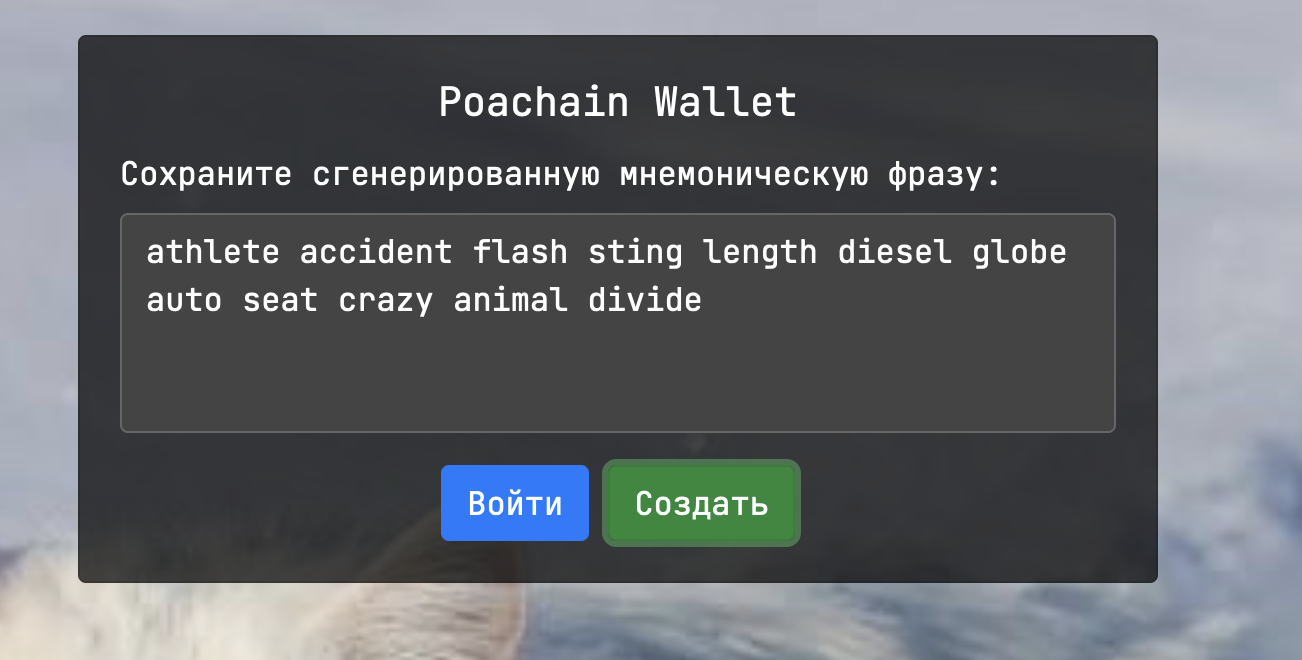 Poachain Wallet
Сохраните сгенерированную мнемоническую фразу:
athlete accident flash sting length diesel globe
auto seat crazy animal divide
Войти Создать